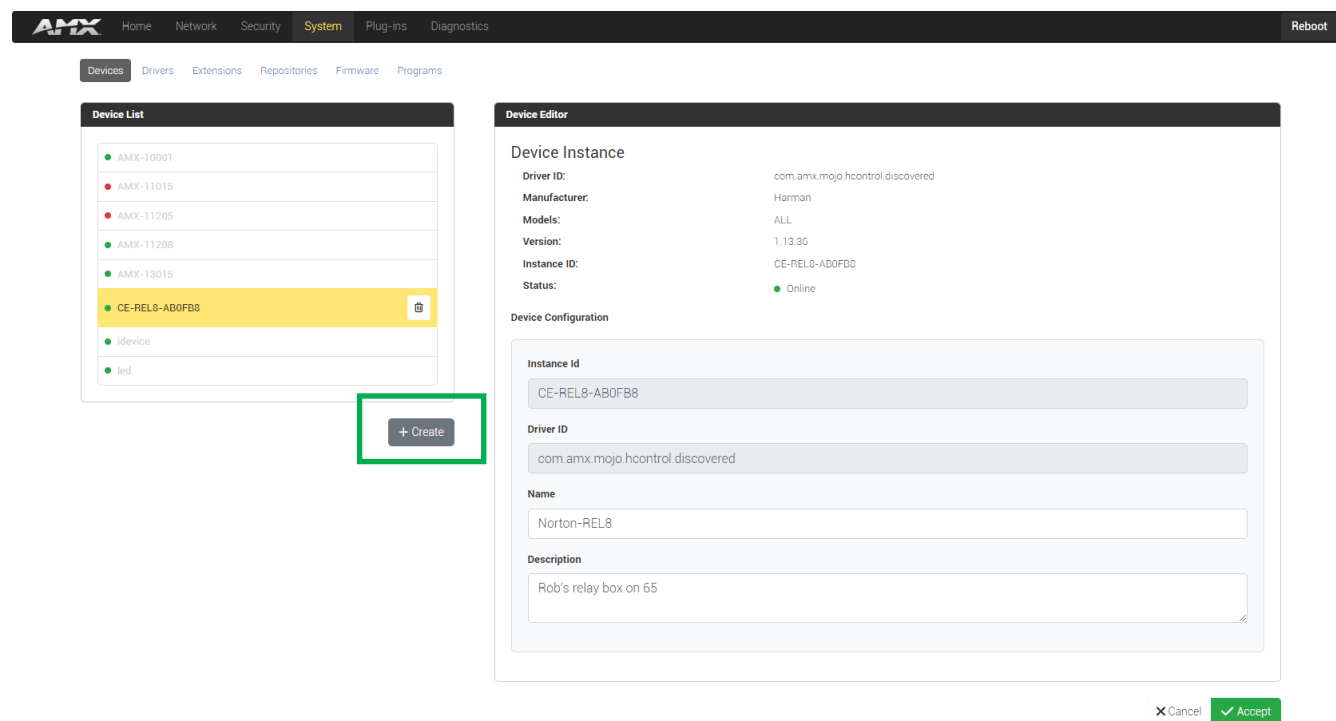 AMX Home Network Security System Plug-ins Diagnostics Reboot
Devices Drivers Extensions Repositories Firmware Programs
Device List
AMX-10001
AMX-11015
AMX-11205
AMX-11208
AMX-13015
CE-REL8-AB0FB8
idevice
led
+ Create
Device Editor
Device Instance
Driver ID: com.amx.mojo.hcontrol.discovered
Manufacturer: Harman
Models: ALL
Version: 1.13.36
Instance ID: CE-REL8-AB0FB8
Status: Online
Device Configuration
Instance Id
CE-REL8-AB0FB8
Driver ID
com.amx.mojo.hcontrol.discovered
Name
Norton-REL8
Description
Rob's relay box on 65
Cancel Accept